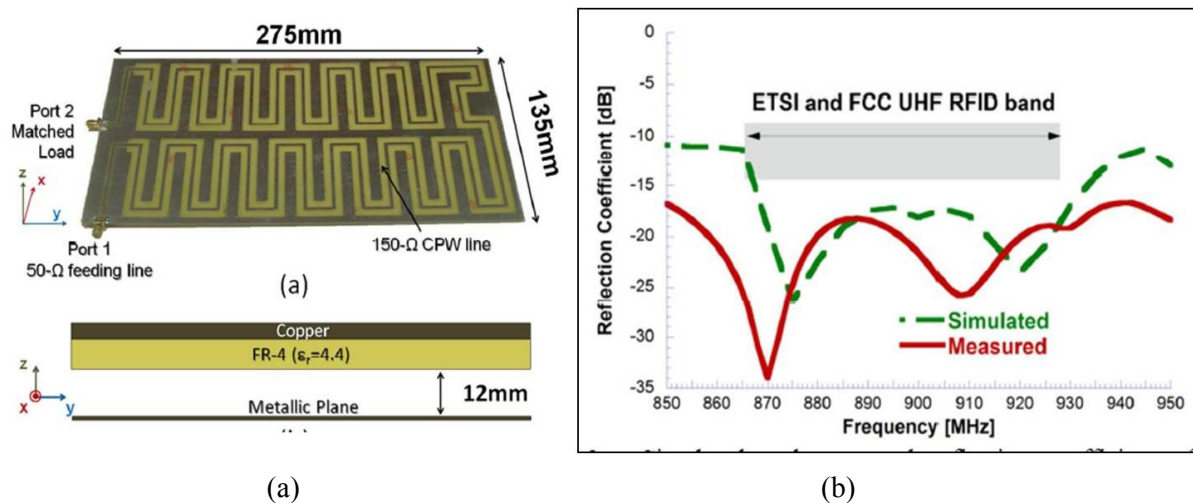 275mm
135mm
Port 2
Matched
Load
z
x
y
Port 1
50-Ω feeding line
150-Ω CPW line
(a)
Copper
FR-4 (εr=4.4)
z
x
y
12mm
Metallic Plane
(a)
Reflection Coefficient [dB]
0
-5
-10
-15
-20
-25
-30
-35
ETSI and FCC UHF RFID band
Simulated
Measured
850 860 870 880 890 900 910 920 930 940 950
Frequency [MHz]
(b)